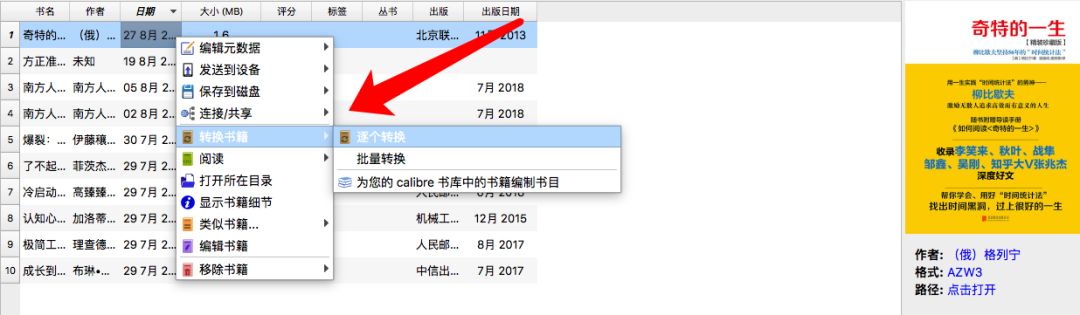 书名 作者 日期 大小 (MB) 评分 标签 丛书 出版 出版日期
1 奇特的... （俄）... 27 8月 2... 1.6 北京联... 2013
2 方正准... 未知 19 8月 2...
3 南方人... 南方人... 05 8月 2... 7月 2018
4 南方人... 南方人... 02 8月 2... 7月 2018
5 爆裂： 伊藤穰... 30 7月 2...
6 了不起... 菲茨杰... 29 7月 2...
7 冷启动... 高臻臻... 29 7月 2... 人民邮... 2018
8 认知心... 加洛蒂... 29 7月 2... 机械工... 12月 2015
9 极简工... 理查德... 29 7月 2... 人民邮... 8月 2017
10 成长到... 布琳•... 29 7月 2... 中信出... 7月 2017
编辑元数据
发送到设备
保存到磁盘
连接/共享
转换书籍
阅读
打开所在目录
显示书籍细节
类似书籍...
编辑书籍
移除书籍
逐个转换
批量转换
为您的 calibre 书库中的书籍编制书目
奇特的一生
【精装珍藏版】
柳比歇夫坚持56年的“时间统计法”
用一生实践“时间统计法”的男神——
柳比歇夫
激励无数人追求高效而有意义的人生
随书附赠导读手册
《如何阅读<奇特的一生>》
收录李笑来、秋叶、战隼
邹鑫、吴刚、知乎大V张兆杰
深度好文
帮你学会、用好“时间统计法”
找出时间黑洞，过上很好的一生
作者: （俄）格列宁
格式: AZW3
路径: 点击打开